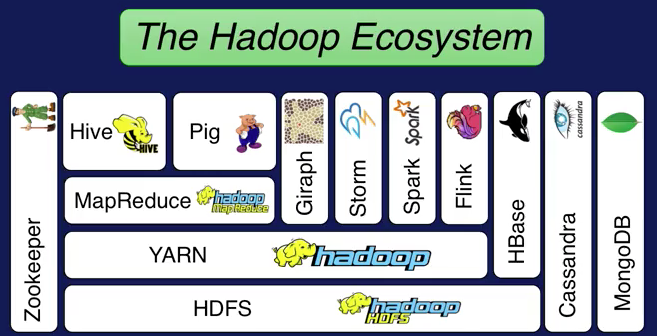 The Hadoop Ecosystem
Zookeeper
Hive
HIVE
Pig
Giraph
Storm
Spark
Spark
Flink
HBase
cassandra
Cassandra
MongoDB
MapReduce
hadoop
MapReduce
YARN
hadoop
HDFS
hadoop
HDFS